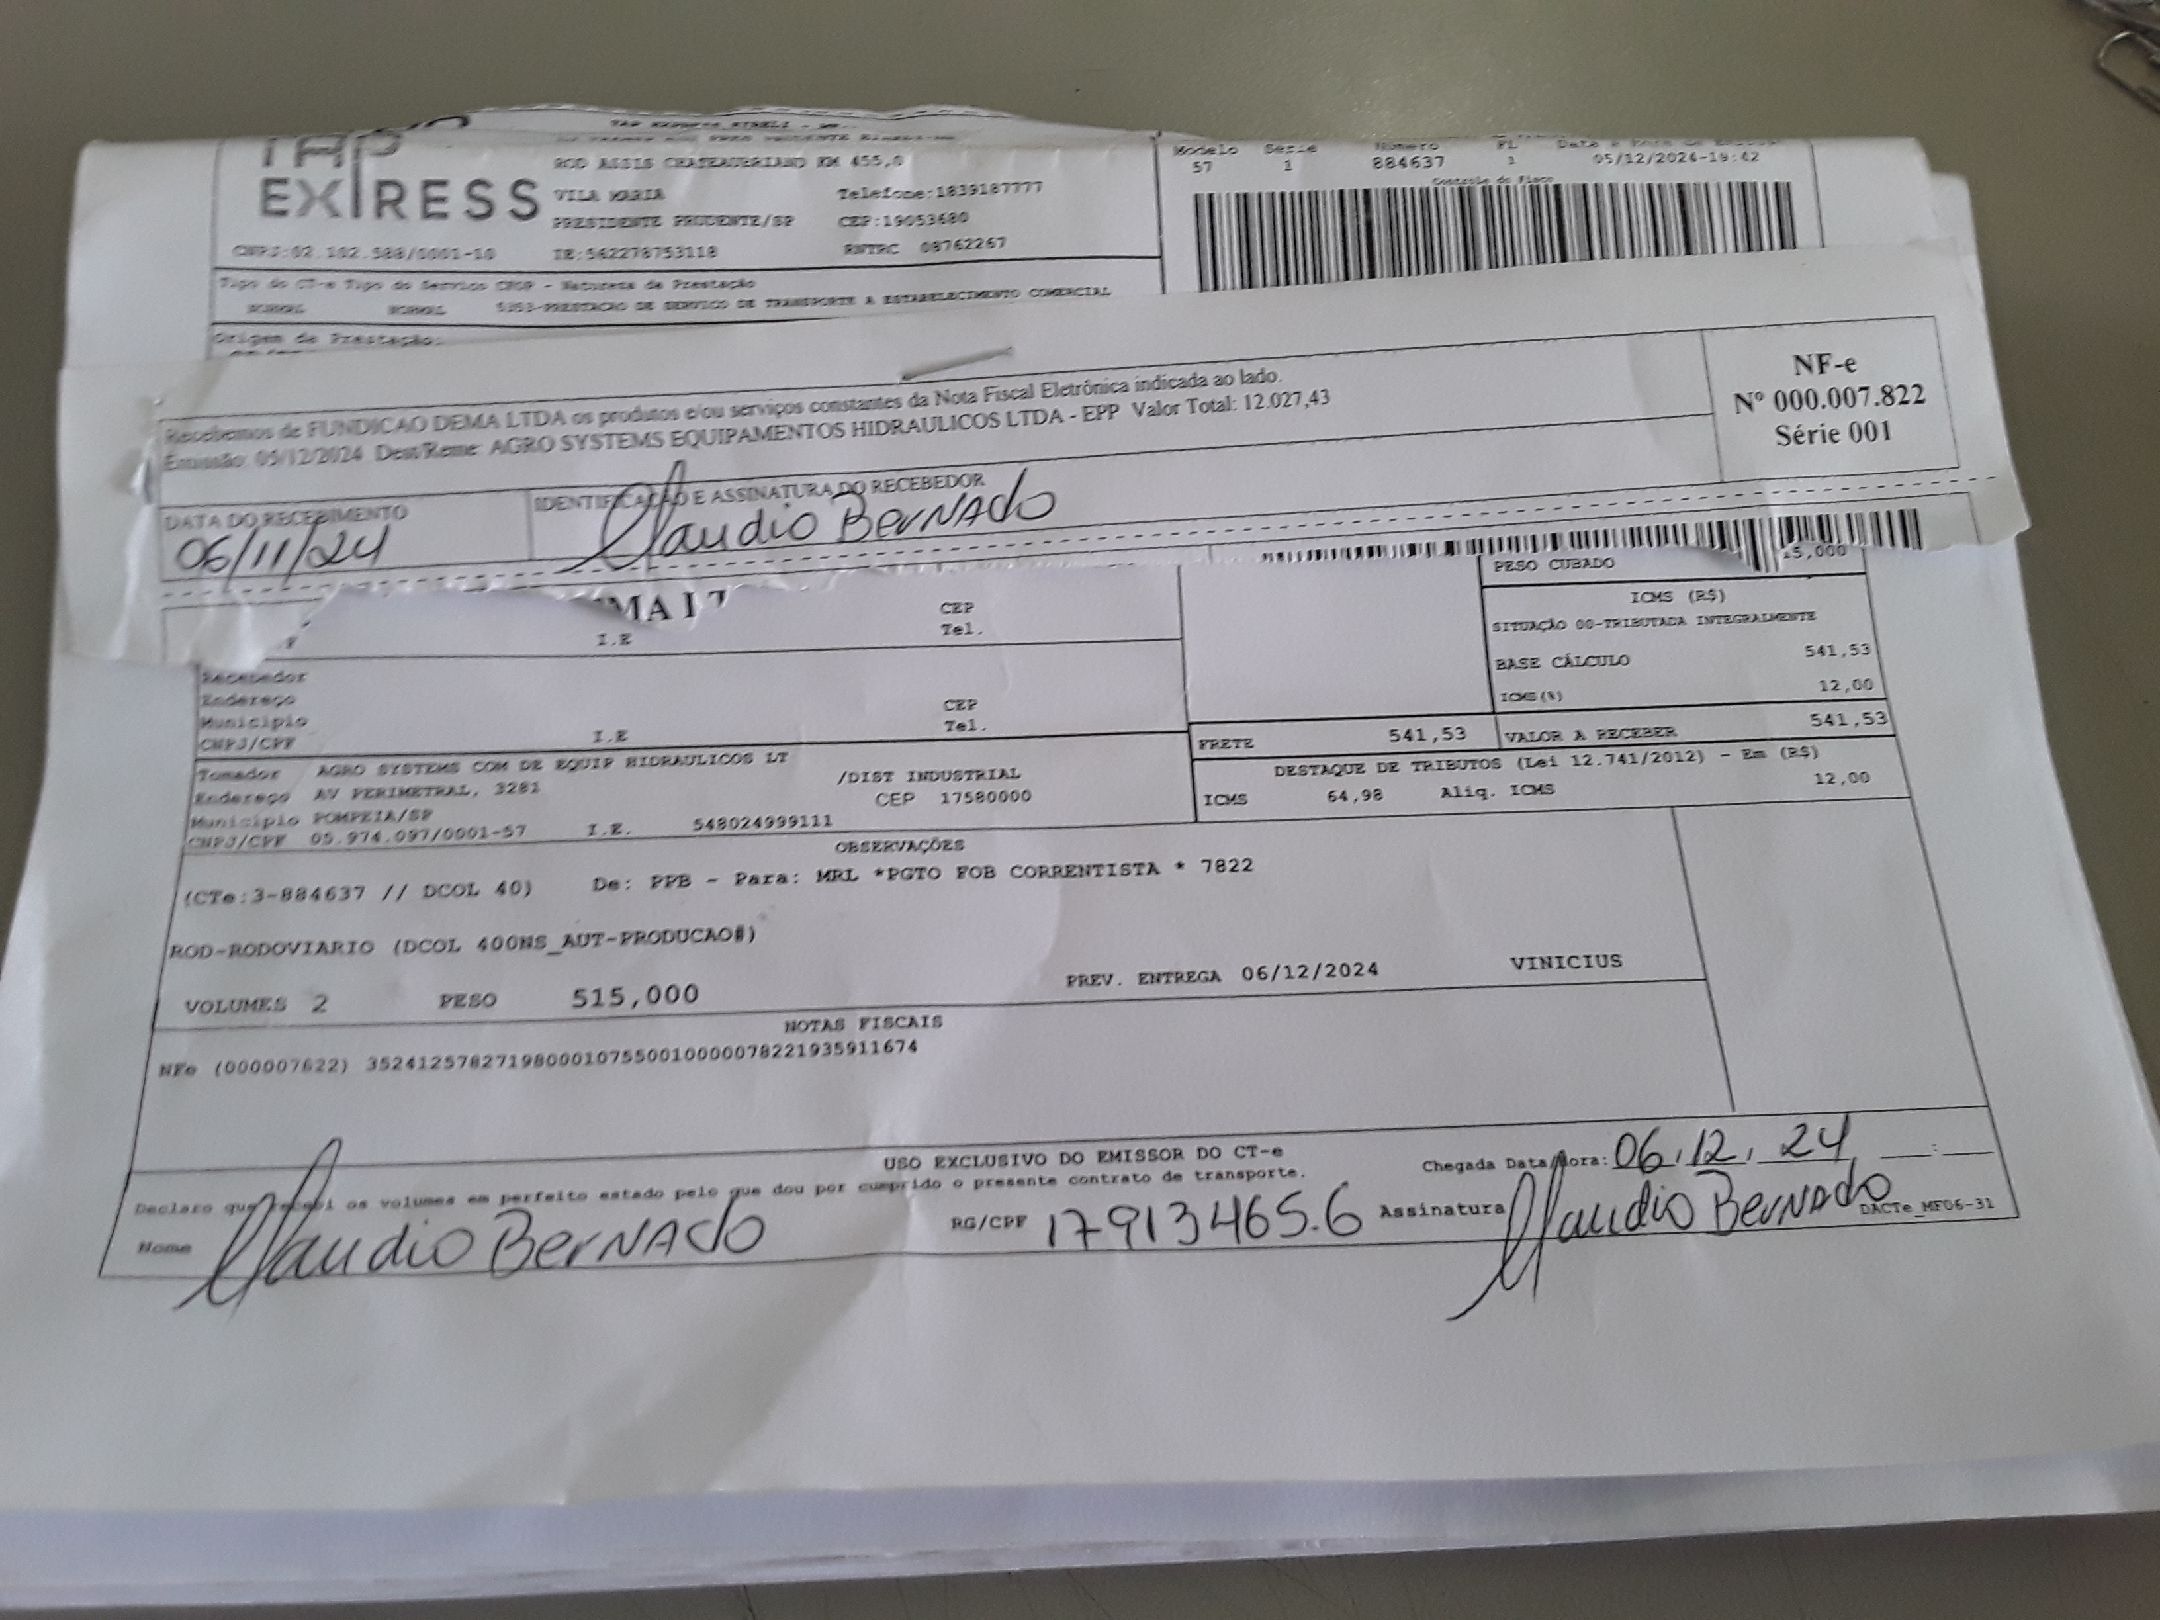 TAP
EXPRESS
ROD ASSIS CHATEAUBRIAND KM 455,0
VILA MARIA Telefone:1839187777
PRESIDENTE PRUDENTE/SP CEP:19053680
CNPJ:02.102.588/0001-10 IE:562278753118 RNTRC 08762267
Modelo Serie Número FL
57 1 884637 1 05/12/2024-19:42
Controle do Fisco
Tipo do CT-e Tipo do Serviço CFOP - Natureza da Prestação
NORMAL NORMAL 5353-PRESTACAO DE SERVICO DE TRANSPORTE A ESTABELECIMENTO COMERCIAL
Origem da Prestação:
Recebemos de FUNDICAO DEMA LTDA os produtos e/ou serviços constantes da Nota Fiscal Eletrônica indicada ao lado.
Emissão: 05/12/2024 Dest/Reme: AGRO SYSTEMS EQUIPAMENTOS HIDRAULICOS LTDA - EPP Valor Total: 12.027,43
NF-e
Nº 000.007.822
Série 001
DATA DO RECEBIMENTO IDENTIFICAÇÃO E ASSINATURA DO RECEBEDOR
06/11/24 Claudio Bernado
PESO CUBADO
CEP
I.E Tel.
ICMS (R$)
SITUAÇÃO 00-TRIBUTADA INTEGRALMENTE
BASE CÁLCULO 541,53
ICMS(%) 12,00
Recebedor
Endereço
Município CEP
CNPJ/CPF I.E Tel.
FRETE 541,53 VALOR A RECEBER 541,53
Tomador AGRO SYSTEMS COM DE EQUIP HIDRAULICOS LT
Endereço AV PERIMETRAL, 3281 /DIST INDUSTRIAL
Município POMPEIA/SP CEP 17580000
CNPJ/CPF 05.974.097/0001-57 I.E. 548024999111
DESTAQUE DE TRIBUTOS (Lei 12.741/2012) - Em (R$)
ICMS 64,98 Aliq. ICMS 12,00
OBSERVAÇÕES
(CTe:3-884637 // DCOL 40) De: PPB - Para: MRL *PGTO FOB CORRENTISTA * 7822
ROD-RODOVIARIO (DCOL 400NS_AUT-PRODUCAO#)
VOLUMES 2 PESO 515,000 PREV. ENTREGA 06/12/2024 VINICIUS
NOTAS FISCAIS
NFe (000007822) 35241257827198000107550010000078221935911674
USO EXCLUSIVO DO EMISSOR DO CT-e
Declaro que recebi os volumes em perfeito estado pelo que dou por cumprido o presente contrato de transporte.
Chegada Data/Hora: 06.12.24 __:__
Nome Claudio Bernado RG/CPF 17913465.6 Assinatura Claudio Bernado
DACTe_MF06-31